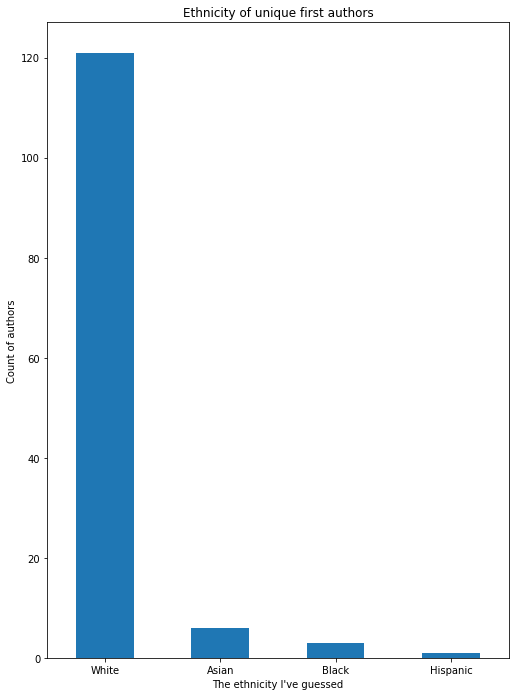 Ethnicity of unique first authors
120
100
80
60
40
20
0
Count of authors
White
Asian
Black
Hispanic
The ethnicity I've guessed